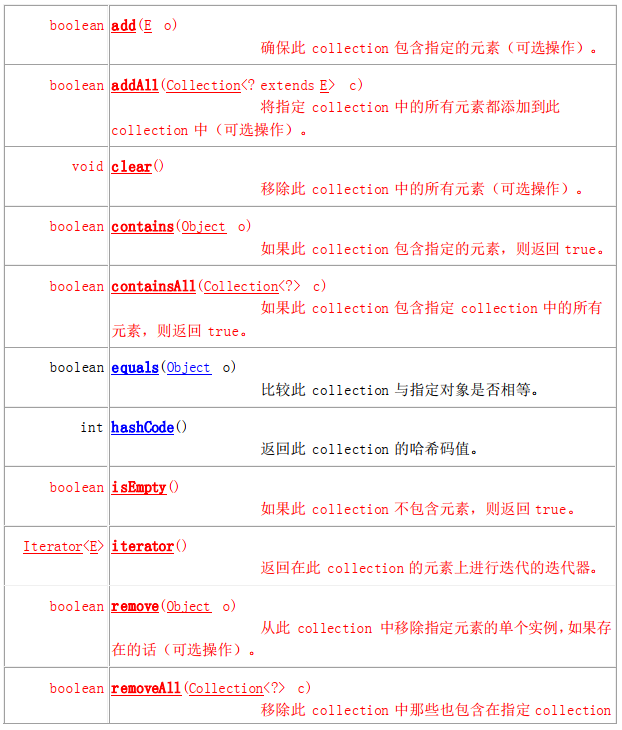 boolean add(E o)
确保此 collection 包含指定的元素（可选操作）。
boolean addAll(Collection<? extends E> c)
将指定 collection 中的所有元素都添加到此
collection 中（可选操作）。
void clear()
移除此 collection 中的所有元素（可选操作）。
boolean contains(Object o)
如果此 collection 包含指定的元素，则返回 true。
boolean containsAll(Collection<?> c)
如果此 collection 包含指定 collection 中的所有
元素，则返回 true。
boolean equals(Object o)
比较此 collection 与指定对象是否相等。
int hashCode()
返回此 collection 的哈希码值。
boolean isEmpty()
如果此 collection 不包含元素，则返回 true。
Iterator<E> iterator()
返回在此 collection 的元素上进行迭代的迭代器。
boolean remove(Object o)
从此 collection 中移除指定元素的单个实例，如果存
在的话（可选操作）。
boolean removeAll(Collection<?> c)
移除此 collection 中那些也包含在指定 collection